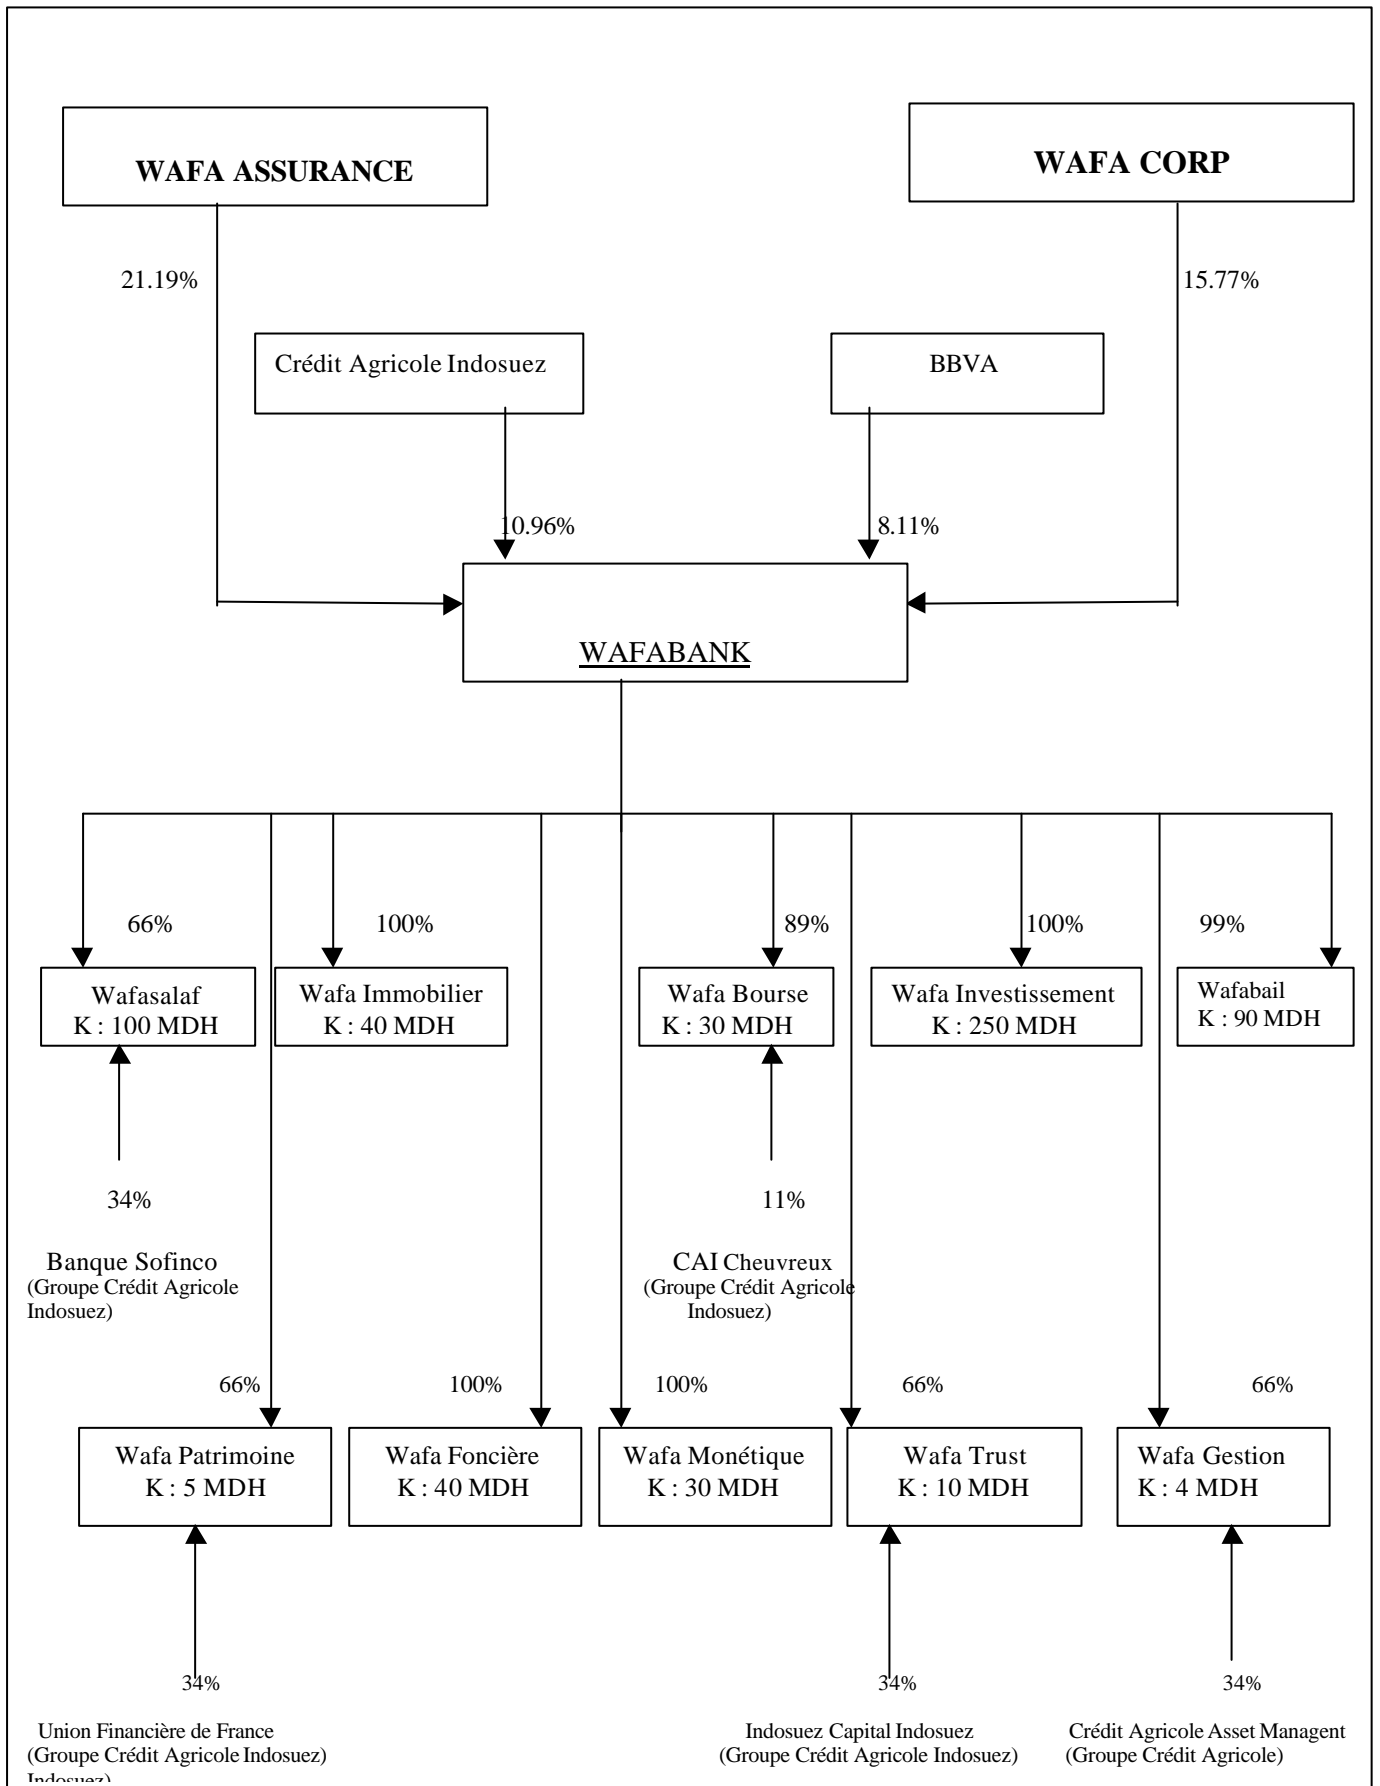 WAFA ASSURANCE
WAFA CORP
21.19%
15.77%
Crédit Agricole Indosuez
BBVA
10.96%
8.11%
WAFABANK
66%
100%
89%
100%
99%
Wafasalaf
K : 100 MDH
Wafa Immobilier
K : 40 MDH
Wafa Bourse
K : 30 MDH
Wafa Investissement
K : 250 MDH
Wafabail
K : 90 MDH
34%
11%
Banque Sofinco
(Groupe Crédit Agricole
Indosuez)
CAI Cheuvreux
(Groupe Crédit Agricole
Indosuez)
66%
100%
100%
66%
66%
Wafa Patrimoine
K : 5 MDH
Wafa Foncière
K : 40 MDH
Wafa Monétique
K : 30 MDH
Wafa Trust
K : 10 MDH
Wafa Gestion
K : 4 MDH
34%
34%
34%
Union Financière de France
(Groupe Crédit Agricole Indosuez)
Indosuez)
Indosuez Capital Indosuez
(Groupe Crédit Agricole Indosuez)
Crédit Agricole Asset Managent
(Groupe Crédit Agricole)